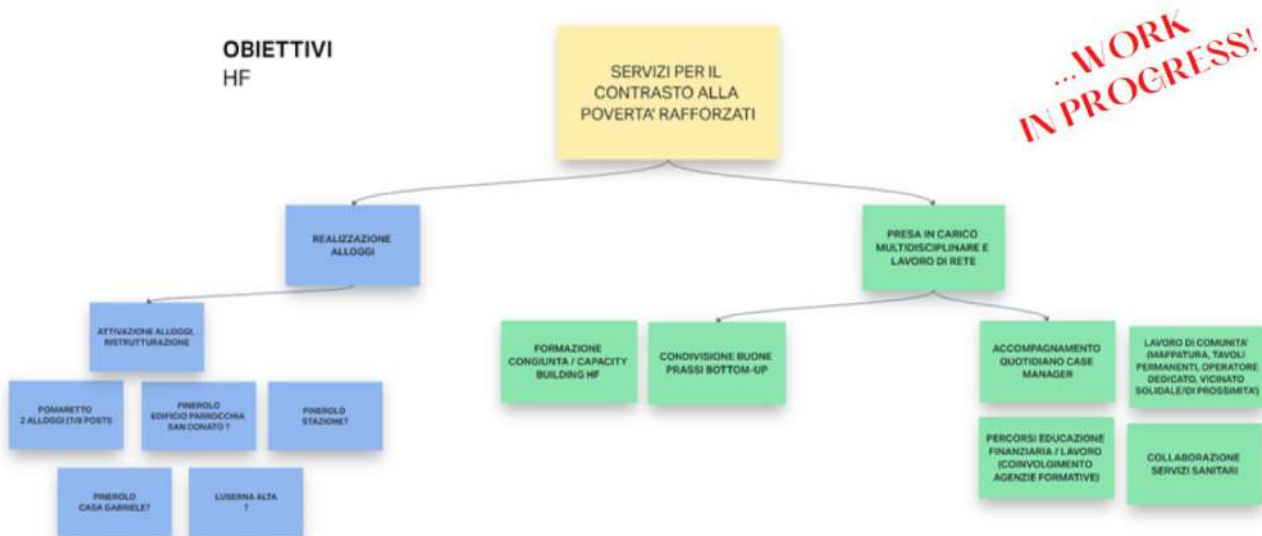 OBIETTIVI
HF
...WORK
IN PROGRESS!
SERVIZI PER IL
CONTRASTO ALLA
POVERTA' RAFFORZATI
REALIZZAZIONE
ALLOGGI
PRESA IN CARICO
MULTIDISCIPLINARE E
LAVORO DI RETE
ATTIVAZIONE ALLOGGI,
RISTRUTTURAZIONE
FORMAZIONE
CONGIUNTA / CAPACITY
BUILDING HF
CONDIVISIONE BUONE
PRASSI BOTTOM-UP
ACCOMPAGNAMENTO
QUOTIDIANO CASE
MANAGER
LAVORO DI COMUNITA'
(MAPPATURA, TAVOLI
PERMANENTI, OPERATORE
DEDICATO, VICINATO
SOLIDALE/DI PROSSIMITA')
POMARETTO
2 ALLOGGI (7/8 POSTI)
PINEROLO
EDIFICIO PARROCCHIA
SAN DONATO ?
PINEROLO
STAZIONE?
PERCORSI EDUCAZIONE
FINANZIARIA / LAVORO
(COINVOLGIMENTO
AGENZIE FORMATIVE)
COLLABORAZIONE
SERVIZI SANITARI
PINEROLO
CASA GABRIELE?
LUSERNA ALTA
?